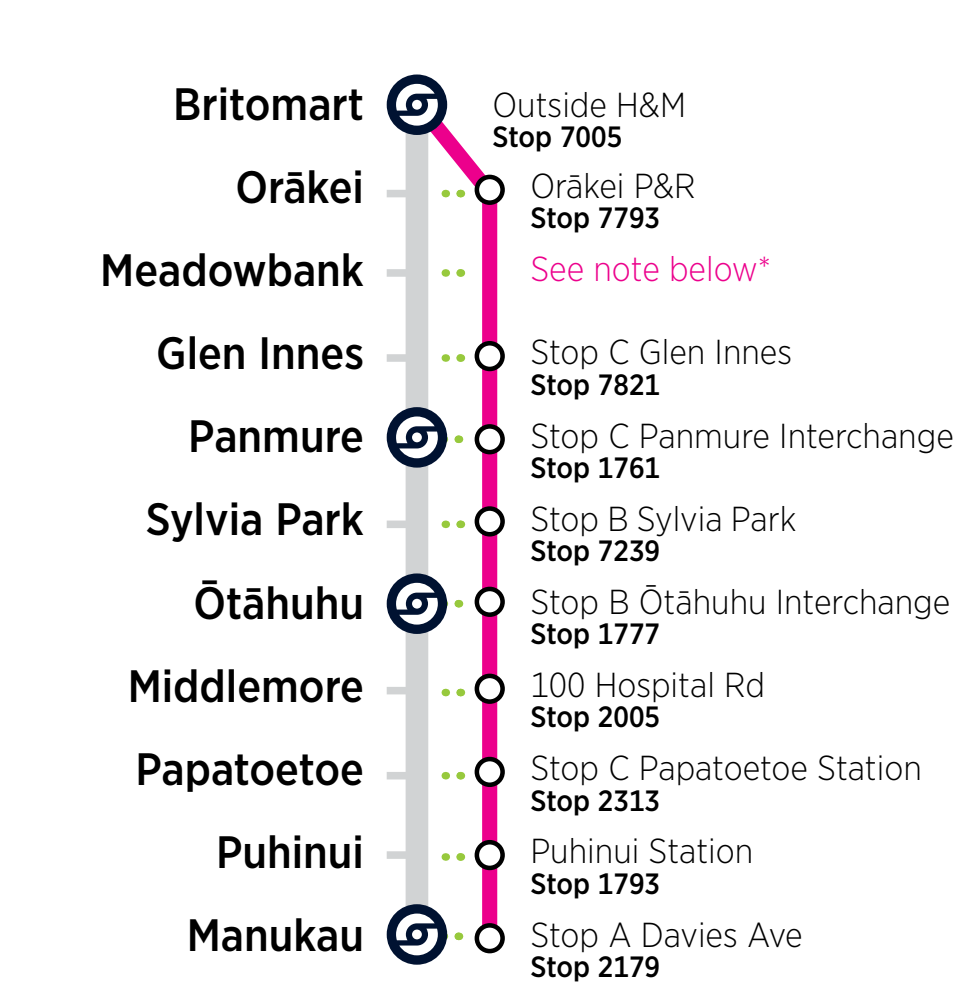 Britomart
Outside H&M
Stop 7005
Orākei
Orākei P&R
Stop 7793
Meadowbank
See note below*
Glen Innes
Stop C Glen Innes
Stop 7821
Panmure
Stop C Panmure Interchange
Stop 1761
Sylvia Park
Stop B Sylvia Park
Stop 7239
Ōtāhuhu
Stop B Ōtāhuhu Interchange
Stop 1777
Middlemore
100 Hospital Rd
Stop 2005
Papatoetoe
Stop C Papatoetoe Station
Stop 2313
Puhinui
Puhinui Station
Stop 1793
Manukau
Stop A Davies Ave
Stop 2179